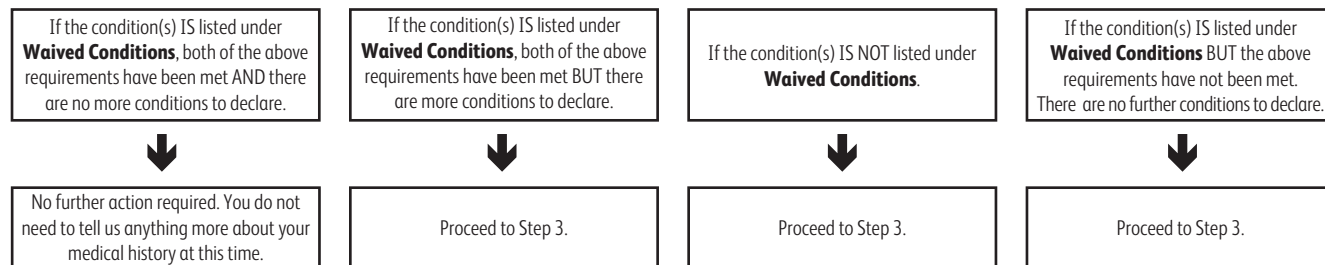 If the condition(s) IS listed under
Waived Conditions, both of the above
requirements have been met AND there
are no more conditions to declare.
If the condition(s) IS listed under
Waived Conditions, both of the above
requirements have been met BUT there
are more conditions to declare.
If the condition(s) IS NOT listed under
Waived Conditions.
If the condition(s) IS listed under
Waived Conditions BUT the above
requirements have not been met.
There are no further conditions to declare.
No further action required. You do not
need to tell us anything more about your
medical history at this time.
Proceed to Step 3.
Proceed to Step 3.
Proceed to Step 3.